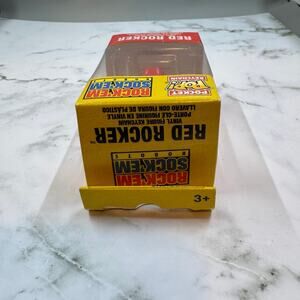 RED ROCKER
POCKET
POP!
KEYCHAIN
ROCK'EM
SOCK'EM
ROBOTS
RED ROCKER™
VINYL FIGURE KEYCHAIN
PORTE-CLÉ FIGURINE EN VINYLE
LLAVERO CON FIGURA DE PLÁSTICO
ROCK'EM
SOCK'EM
ROBOTS
3+